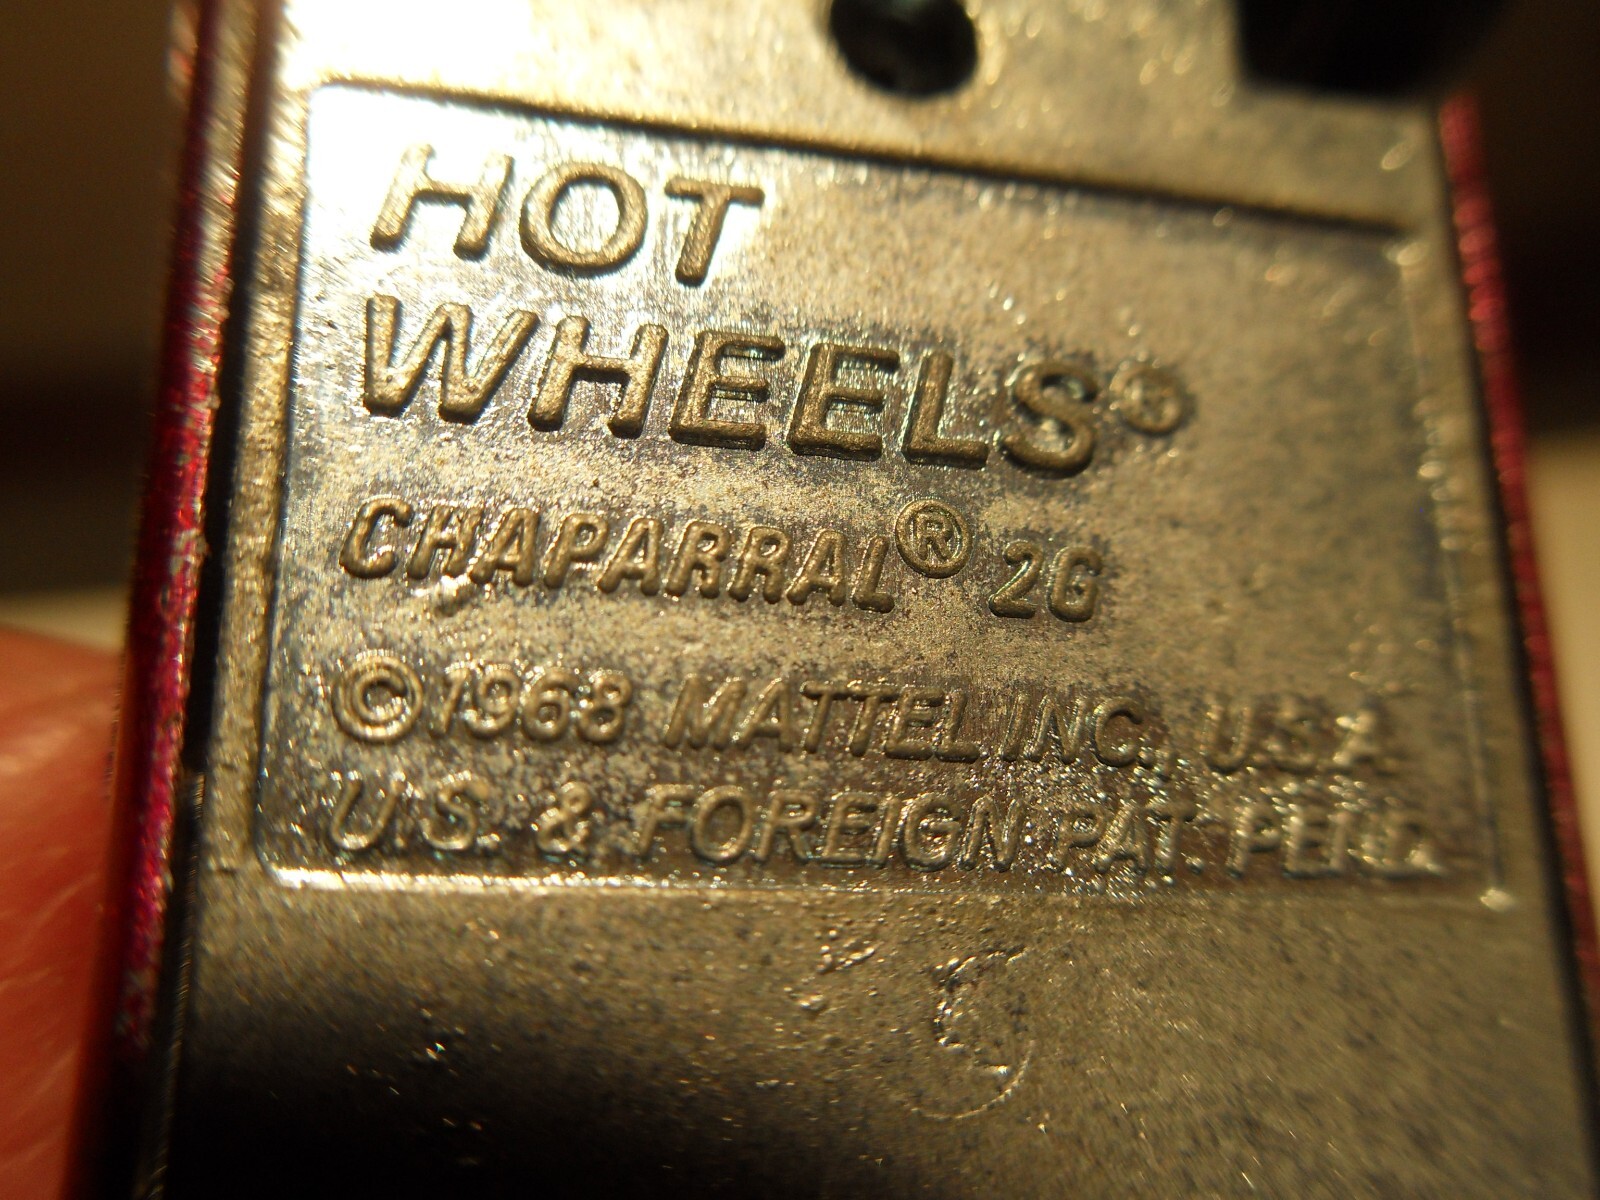 HOT
WHEELS®
CHAPARRAL® 2G
©1968 MATTEL INC., U.S.A.
U.S. & FOREIGN PAT. PEND.